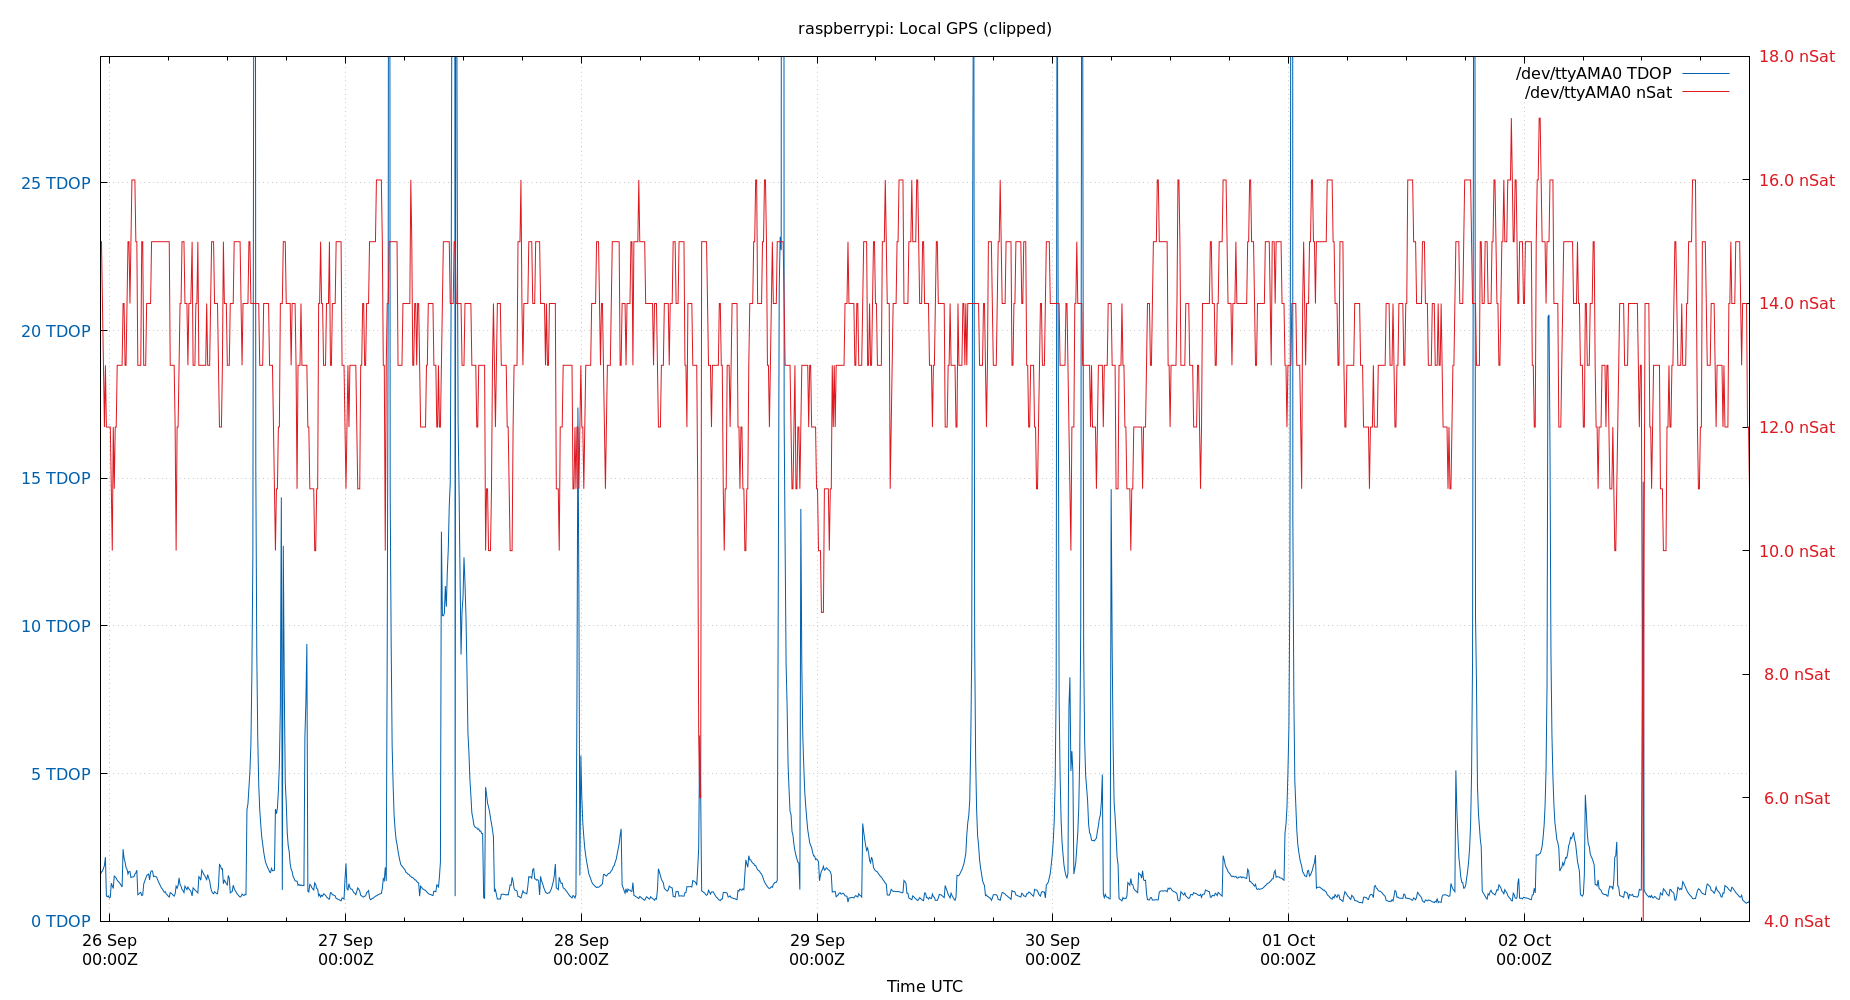 raspberrypi: Local GPS (clipped)
/dev/ttyAMA0 TDOP
/dev/ttyAMA0 nSat
25 TDOP
20 TDOP
15 TDOP
10 TDOP
5 TDOP
0 TDOP
18.0 nSat
16.0 nSat
14.0 nSat
12.0 nSat
10.0 nSat
8.0 nSat
6.0 nSat
4.0 nSat
26 Sep
00:00Z
27 Sep
00:00Z
28 Sep
00:00Z
29 Sep
00:00Z
30 Sep
00:00Z
01 Oct
00:00Z
02 Oct
00:00Z
Time UTC